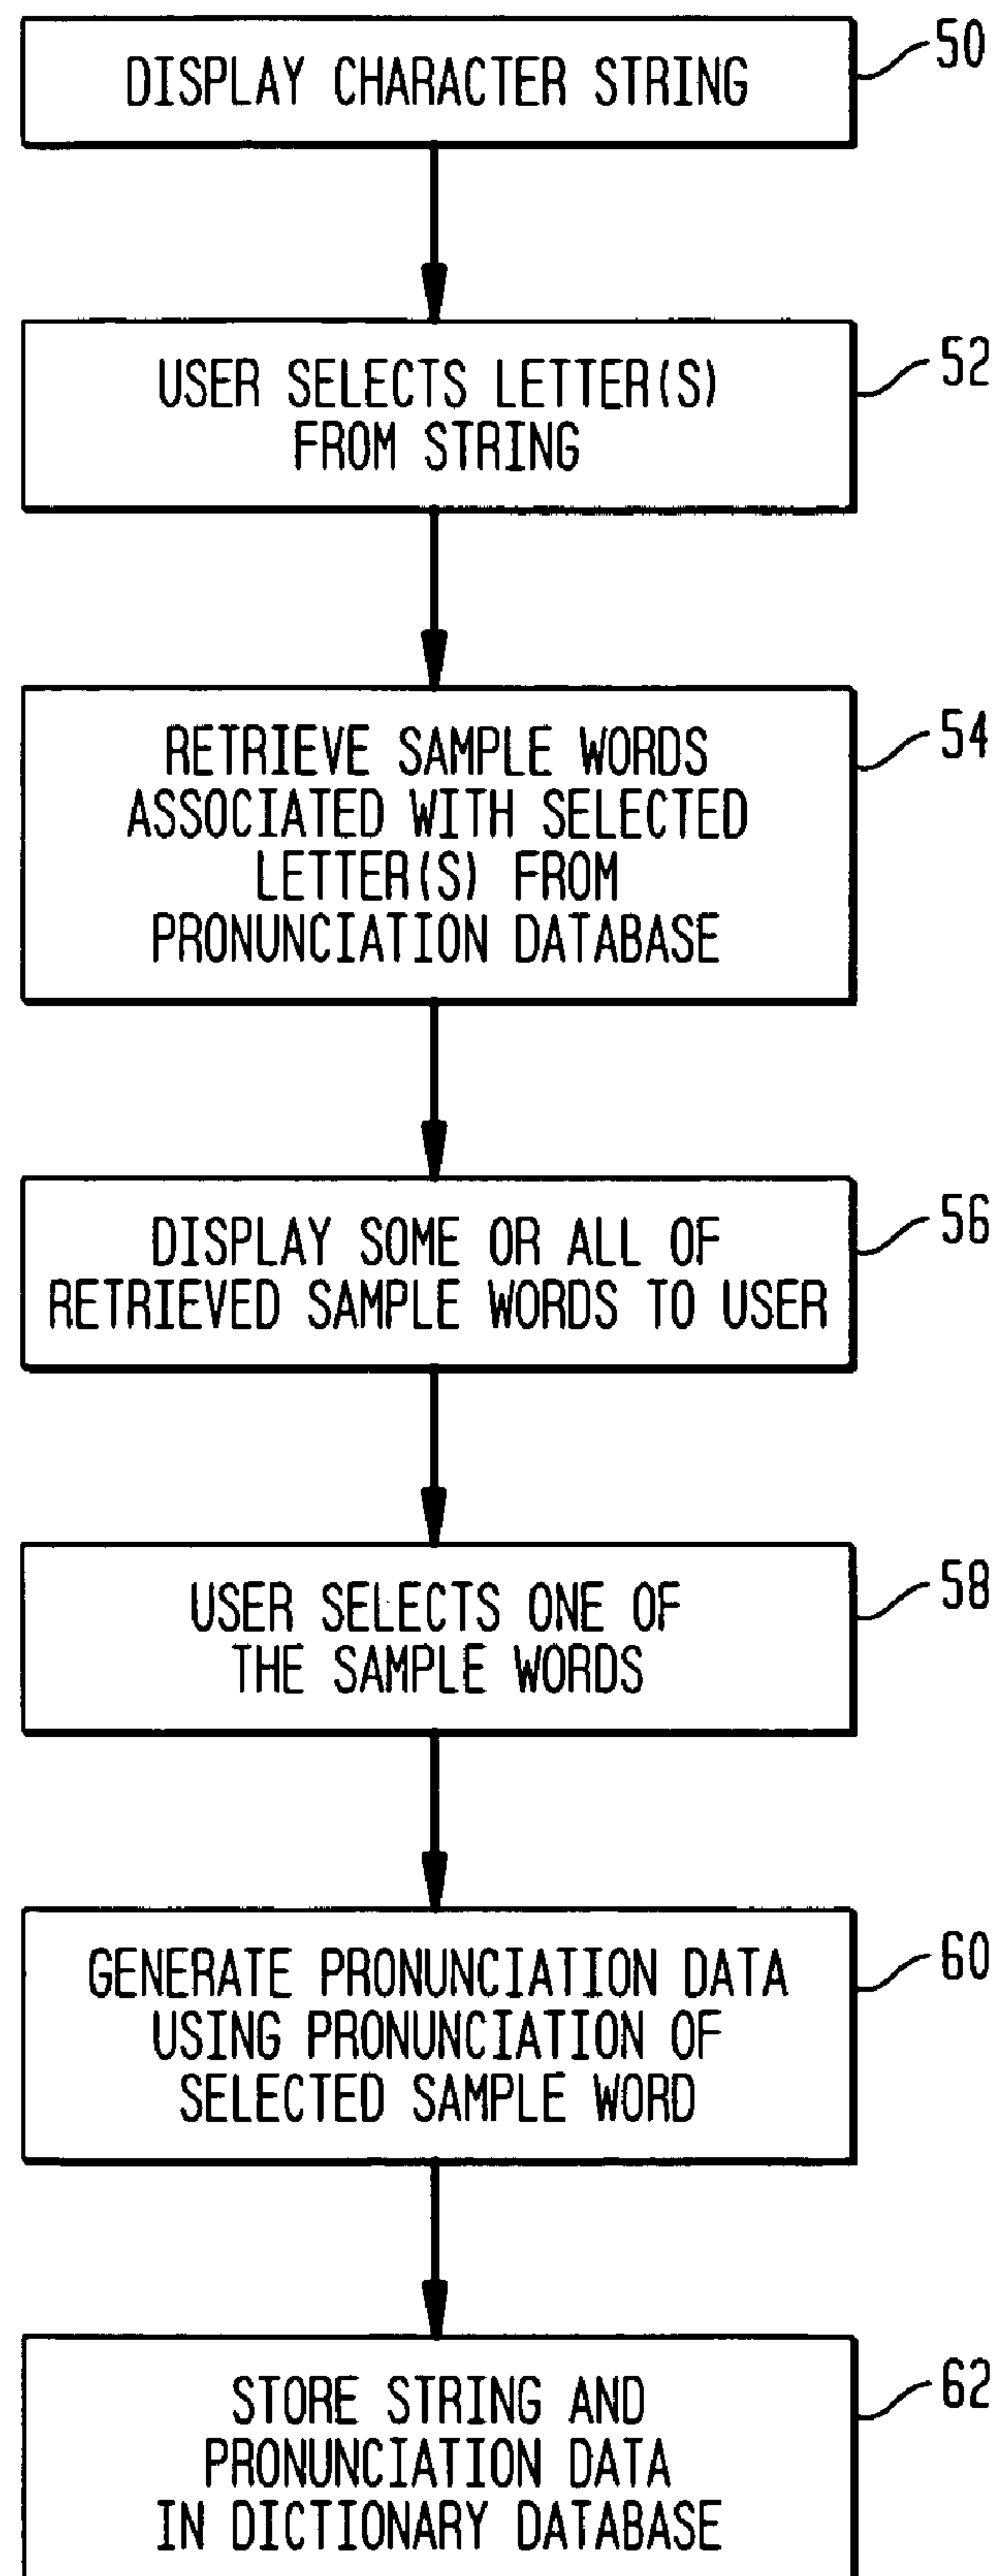 50
DISPLAY CHARACTER STRING
52
USER SELECTS LETTER(S)
FROM STRING
54
RETRIEVE SAMPLE WORDS
ASSOCIATED WITH SELECTED
LETTER(S) FROM
PRONUNCIATION DATABASE
56
DISPLAY SOME OR ALL OF
RETRIEVED SAMPLE WORDS TO USER
58
USER SELECTS ONE OF
THE SAMPLE WORDS
60
GENERATE PRONUNCIATION DATA
USING PRONUNCIATION OF
SELECTED SAMPLE WORD
62
STORE STRING AND
PRONUNCIATION DATA
IN DICTIONARY DATABASE